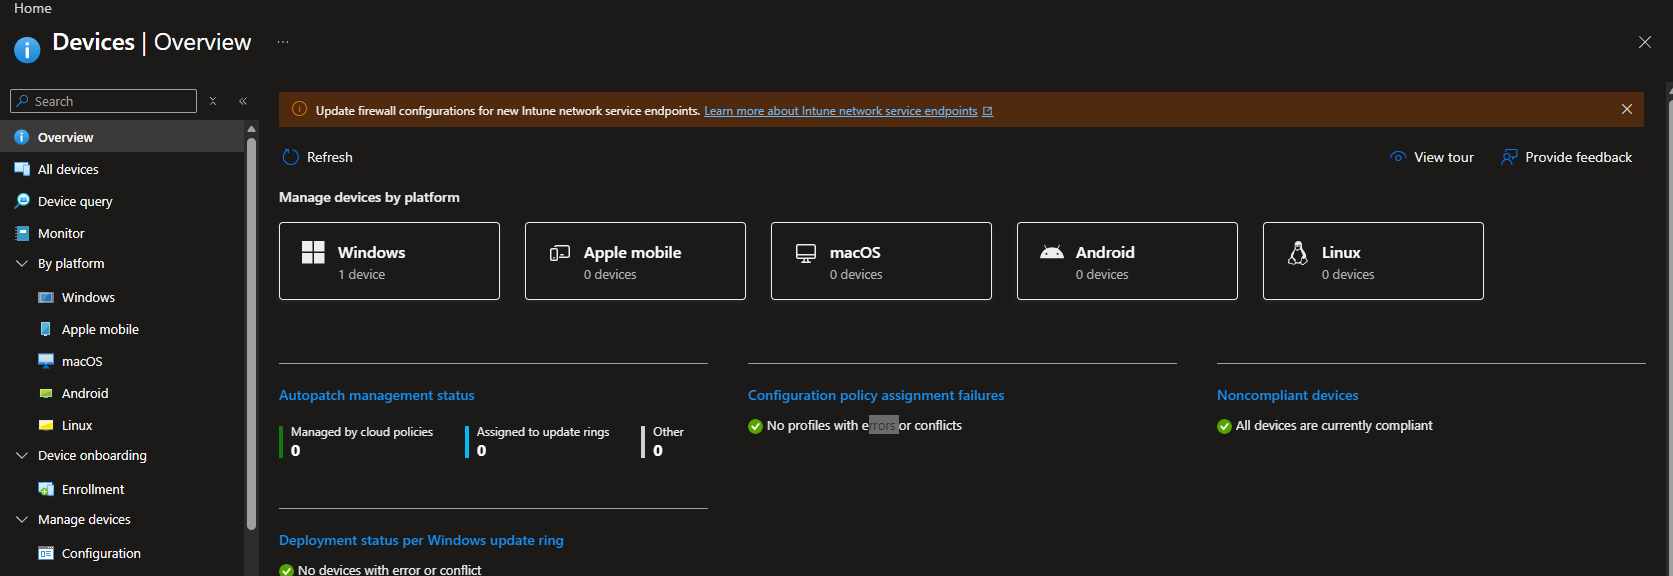 Home
Devices | Overview
...
Search
Overview
All devices
Device query
Monitor
By platform
Windows
Apple mobile
macOS
Android
Linux
Device onboarding
Enrollment
Manage devices
Configuration
Update firewall configurations for new Intune network service endpoints. Learn more about Intune network service endpoints
Refresh
View tour
Provide feedback
Manage devices by platform
Windows
1 device
Apple mobile
0 devices
macOS
0 devices
Android
0 devices
Linux
0 devices
Autopatch management status
Managed by cloud policies
0
Assigned to update rings
0
Other
0
Configuration policy assignment failures
No profiles with errors or conflicts
Noncompliant devices
All devices are currently compliant
Deployment status per Windows update ring
No devices with error or conflict